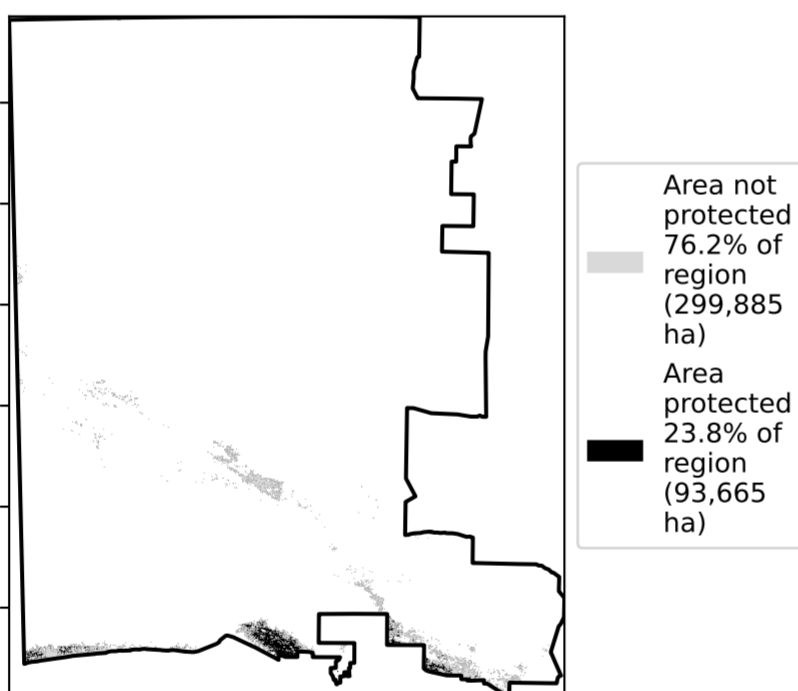 Area not
protected
76.2% of
region
(299,885
ha)
Area
protected
23.8% of
region
(93,665
ha)